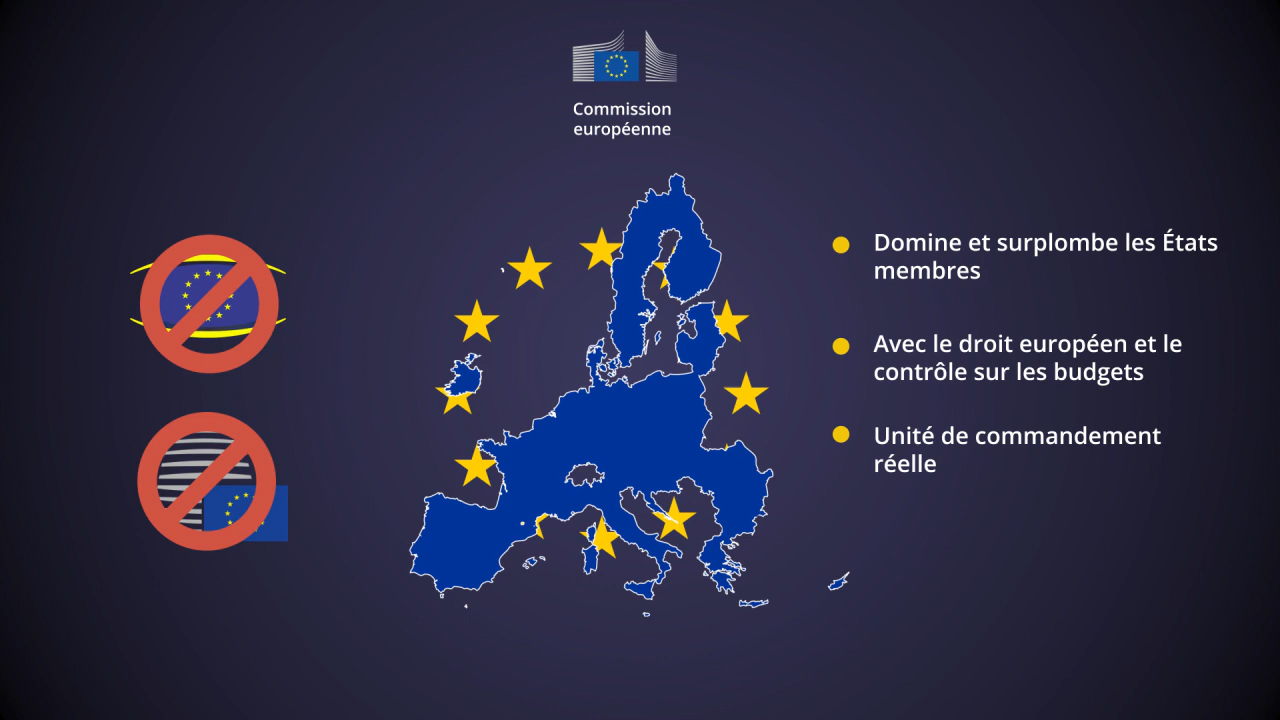 Commission
européenne
Domine et surplombe les États
membres
Avec le droit européen et le
contrôle sur les budgets
Unité de commandement
réelle